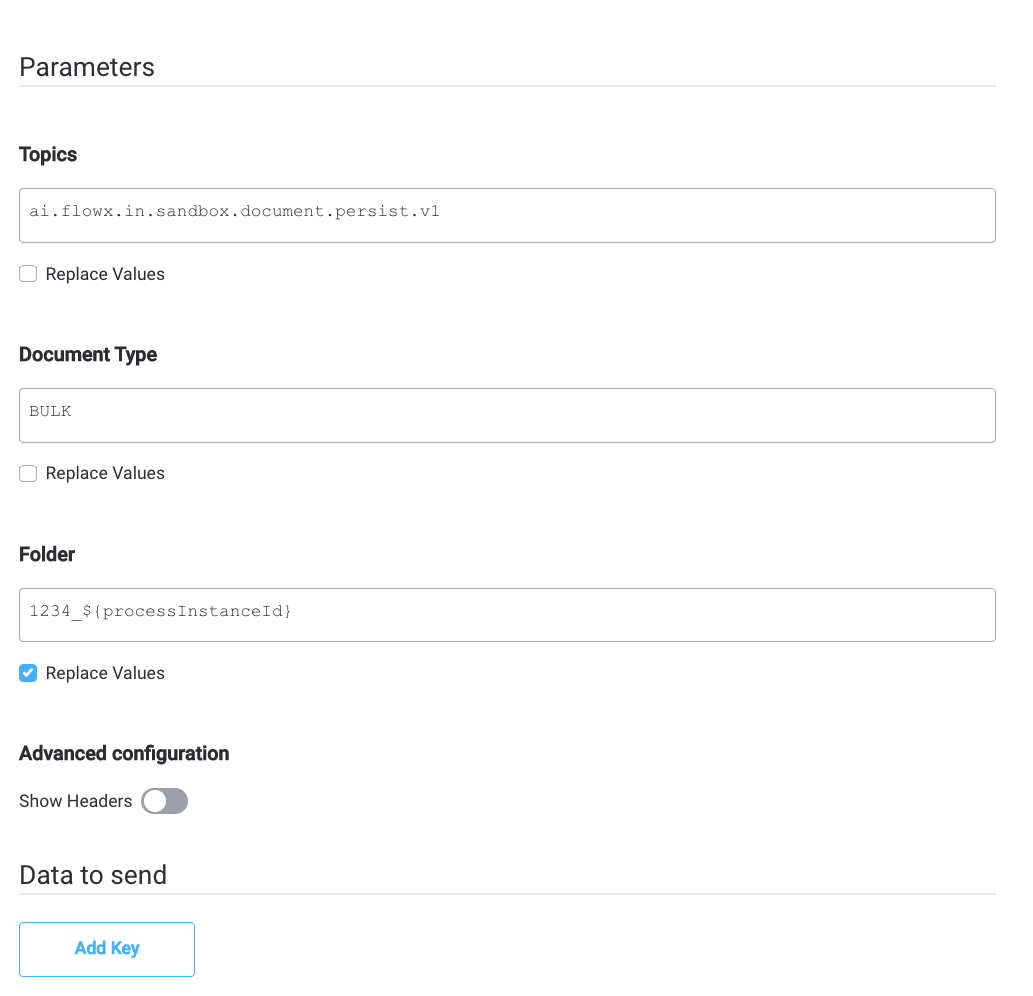 Parameters
Topics
ai.flowx.in.sandbox.document.persist.v1
Replace Values
Document Type
BULK
Replace Values
Folder
1234_${processInstanceId}
Replace Values
Advanced configuration
Show Headers
Data to send
Add Key